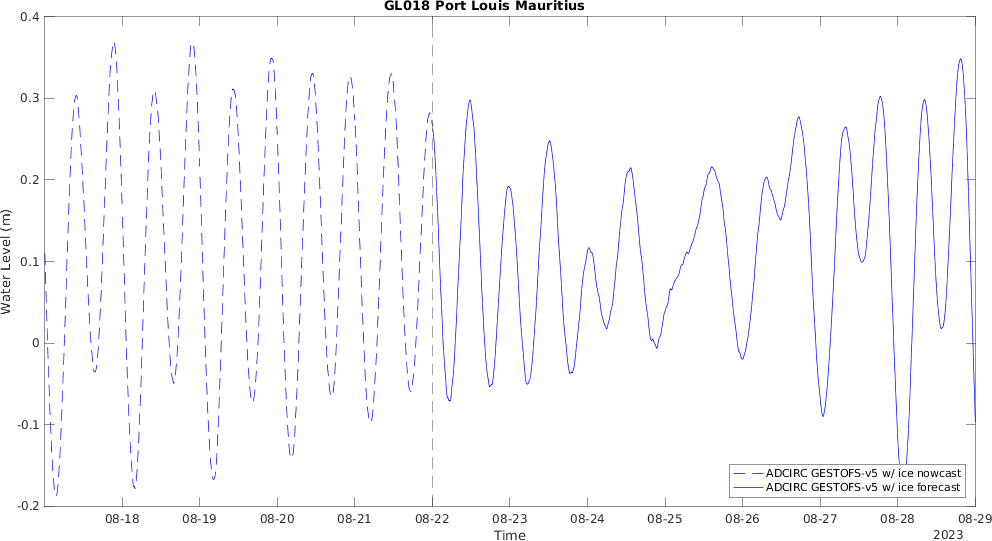 GL018 Port Louis Mauritius
0.4
0.3
0.2
0.1
0
-0.1
-0.2
Water Level (m)
08-18 08-19 08-20 08-21 08-22 08-23 08-24 08-25 08-26 08-27 08-28 08-29
Time
2023
ADCIRC GESTOFS-v5 w/ ice nowcast
ADCIRC GESTOFS-v5 w/ ice forecast